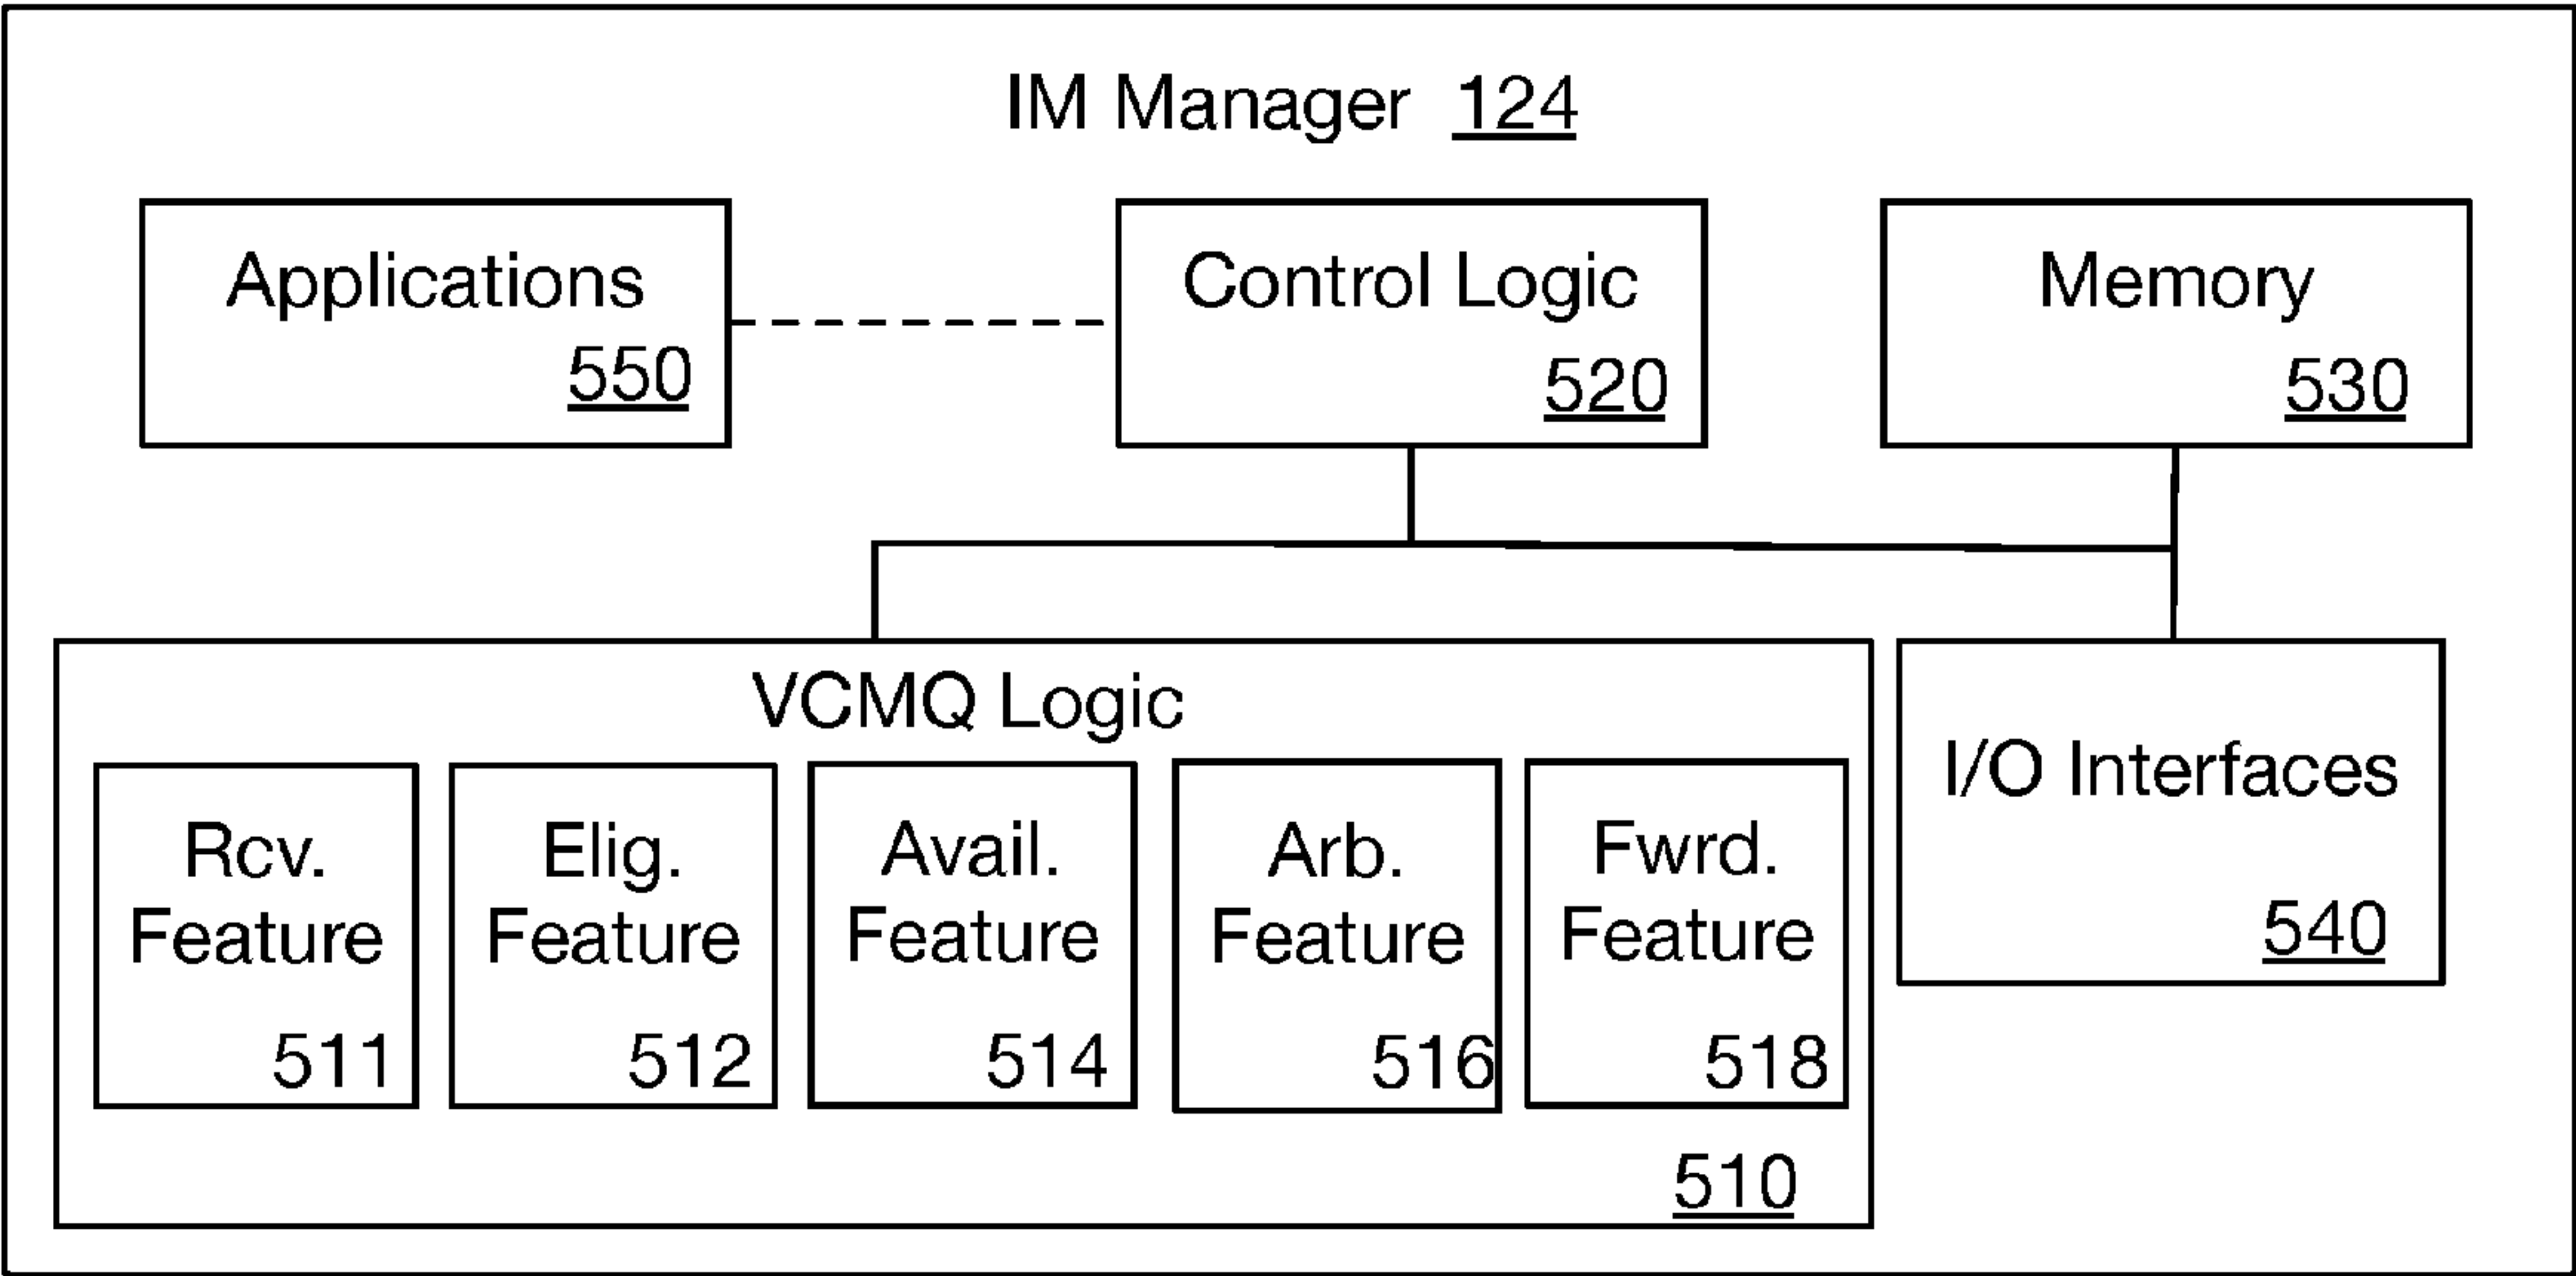 IM Manager 124
Applications
550
Control Logic
520
Memory
530
VCMQ Logic
Rcv.
Feature
511
Elig.
Feature
512
Avail.
Feature
514
Arb.
Feature
516
Fwrd.
Feature
518
510
I/O Interfaces
540